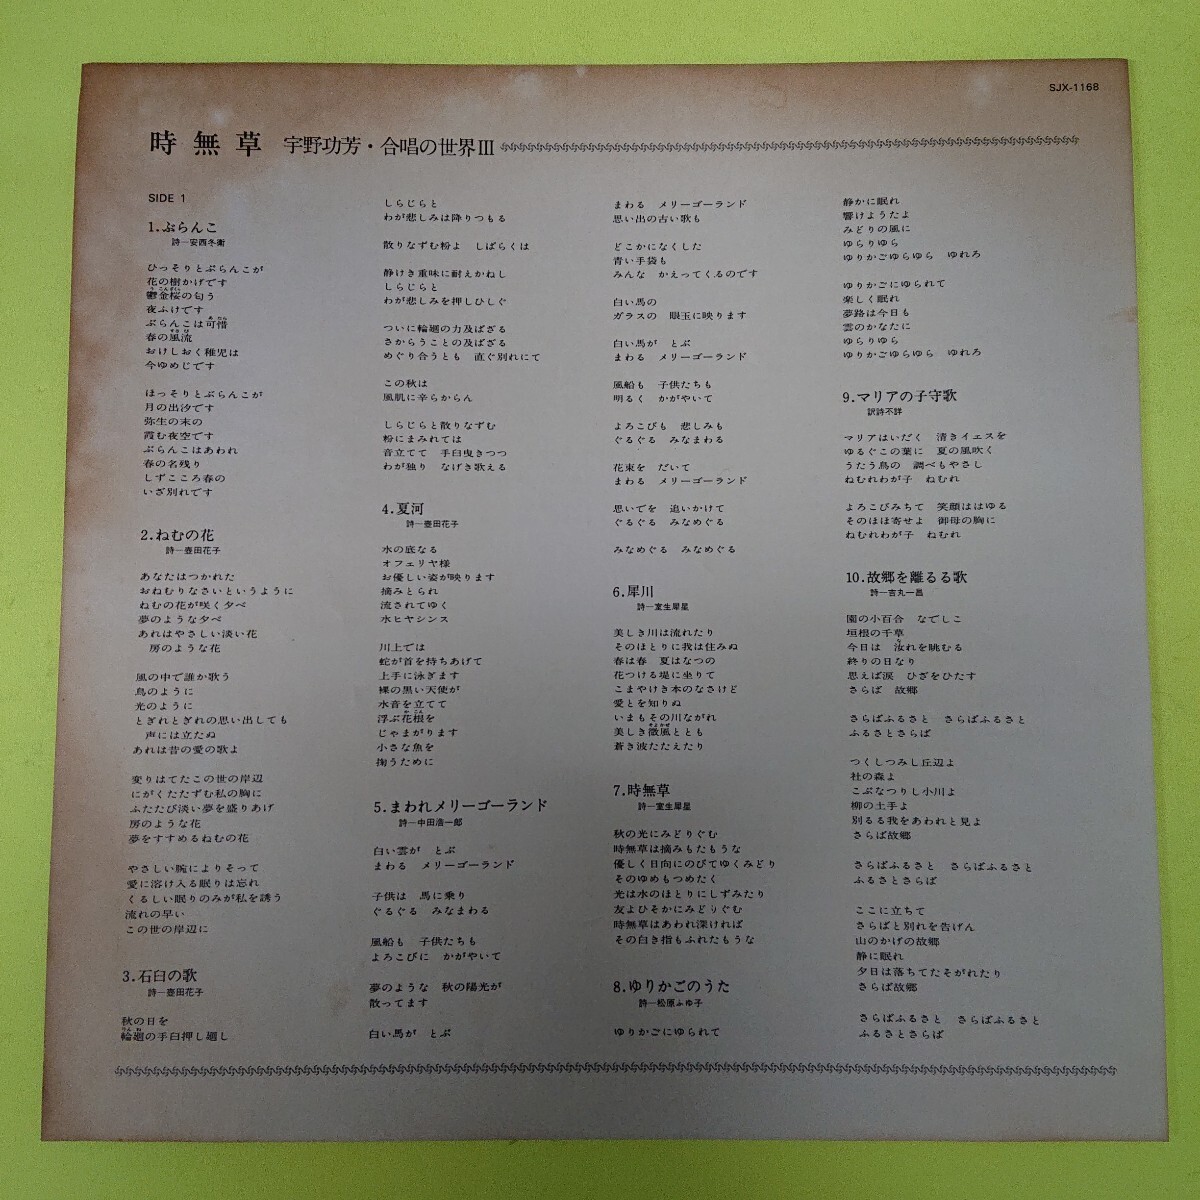 SJX-1168
時無草 宇野功芳・合唱の世界III
SIDE 1
1.ぶらんこ
詩―安西冬衛
ひっそりとぶらんこが
花の樹かげです
鬱金桜の匂う
夜ふけです
ぶらんこは可惜
春の風流
おけしおく稚児は
今ゆめじです
ほっそりとぶらんこが
月の出汐です
弥生の末の
霞む夜空です
ぶらんこはあわれ
春の名残り
しずこころ春の
いざ別れです
2.ねむの花
詩―壺田花子
あなたはつかれた
おねむりなさいというように
ねむの花が咲く夕べ
夢のような夕べ
あれはやさしい淡い花
房のような花
風の中で誰か歌う
鳥のように
光のように
とぎれとぎれの思い出しても
声には立たぬ
あれは昔の愛の歌よ
変りはてたこの世の岸辺
にがくたたずむ私の胸に
ふたたび淡い夢を盛りあげ
房のような花
夢をすすめるねむの花
やさしい腕によりそって
愛に溶け入る眠りは忘れ
くるしい眠りのみが私を誘う
流れの早い
この世の岸辺に
3.石臼の歌
詩―壺田花子
秋の日を
輪廻の手臼押し廻し
しらじらと
わが悲しみは降りつもる
散りなずむ粉よ しばらくは
静けき重味に耐えかねし
しらじらと
わが悲しみを押しひしぐ
ついに輪廻の力及ばざる
さからうことの及ばざる
めぐり合うとも 直ぐ別れにて
この秋は
風肌に辛らからん
しらじらと散りなずむ
粉にまみれては
音立てて 手臼曳きつつ
わが独り なげき歌える
4.夏河
詩―壺田花子
水の底なる
オフェリヤ様
お優しい姿が映ります
摘みとられ
流されてゆく
水ヒヤシンス
川上では
蛇が首を持ちあげて
上手に泳ぎます
裸の黒い天使が
水音を立てて
浮ぶ花根を
じゃまがります
小さな魚を
掬うために
5.まわれメリーゴーランド
詩―中田浩一郎
白い雲が とぶ
まわる メリーゴーランド
子供は 馬に乗り
ぐるぐる みなまわる
風船も 子供たちも
よろこびに かがやいて
夢のような 秋の陽光が
散ってます
白い馬が とぶ
まわる メリーゴーランド
思い出の古い歌も
どこかになくした
青い手袋も
みんな かえってくるのです
白い馬の
ガラスの 眼玉に映ります
白い馬が とぶ
まわる メリーゴーランド
風船も 子供たちも
明るく かがやいて
よろこびも 悲しみも
ぐるぐる みなまわる
花束を だいて
まわる メリーゴーランド
思いでを 追いかけて
ぐるぐる みなめぐる
みなめぐる みなめぐる
6.犀川
詩―室生犀星
美しき川は流れたり
そのほとりに我は住みぬ
春は春 夏はなつの
花つける堤に坐りて
こまやけき本のなさけど
愛とを知りぬ
いまもその川ながれ
美しき微風ととも
蒼き波たたえたり
7.時無草
詩―室生犀星
秋の光にみどりぐむ
時無草は摘みもたもうな
優しく日向にのびてゆくみどり
そのゆめもつめたく
光は水のほとりにしずみたり
友よひそかにみどりぐむ
時無草はあわれ深ければ
その白き指もふれたもうな
8.ゆりかごのうた
詩―松原ふゆ子
ゆりかごにゆられて
静かに眠れ
響けようたよ
みどりの風に
ゆらりゆら
ゆりかごゆらゆら ゆれろ
ゆりかごにゆられて
楽しく眠れ
夢路は今日も
雲のかなたに
ゆらりゆら
ゆりかごゆらゆら ゆれろ
9.マリアの子守歌
訳詩不詳
マリアはいだく 清きイエスを
ゆるぐこの葉に 夏の風吹く
うたう鳥の 調べもやさし
ねむれわが子 ねむれ
よろこびみちて 笑顔ははゆる
そのほほ寄せよ 御母の胸に
ねむれわが子 ねむれ
10.故郷を離るる歌
詩―吉丸一昌
園の小百合 なでしこ
垣根の千草
今日は 汝れを眺むる
終りの日なり
思えば涙 ひざをひたす
さらば 故郷
さらばふるさと さらばふるさと
ふるさとさらば
つくしつみし丘辺よ
社の森よ
こぶなつりし小川よ
柳の土手よ
別るる我をあわれと見よ
さらば故郷
さらばふるさと さらばふるさと
ふるさとさらば
ここに立ちて
さらばと別れを告げん
山のかげの故郷
静に眠れ
夕日は落ちてたそがれたり
さらば故郷
さらばふるさと さらばふるさと
ふるさとさらば